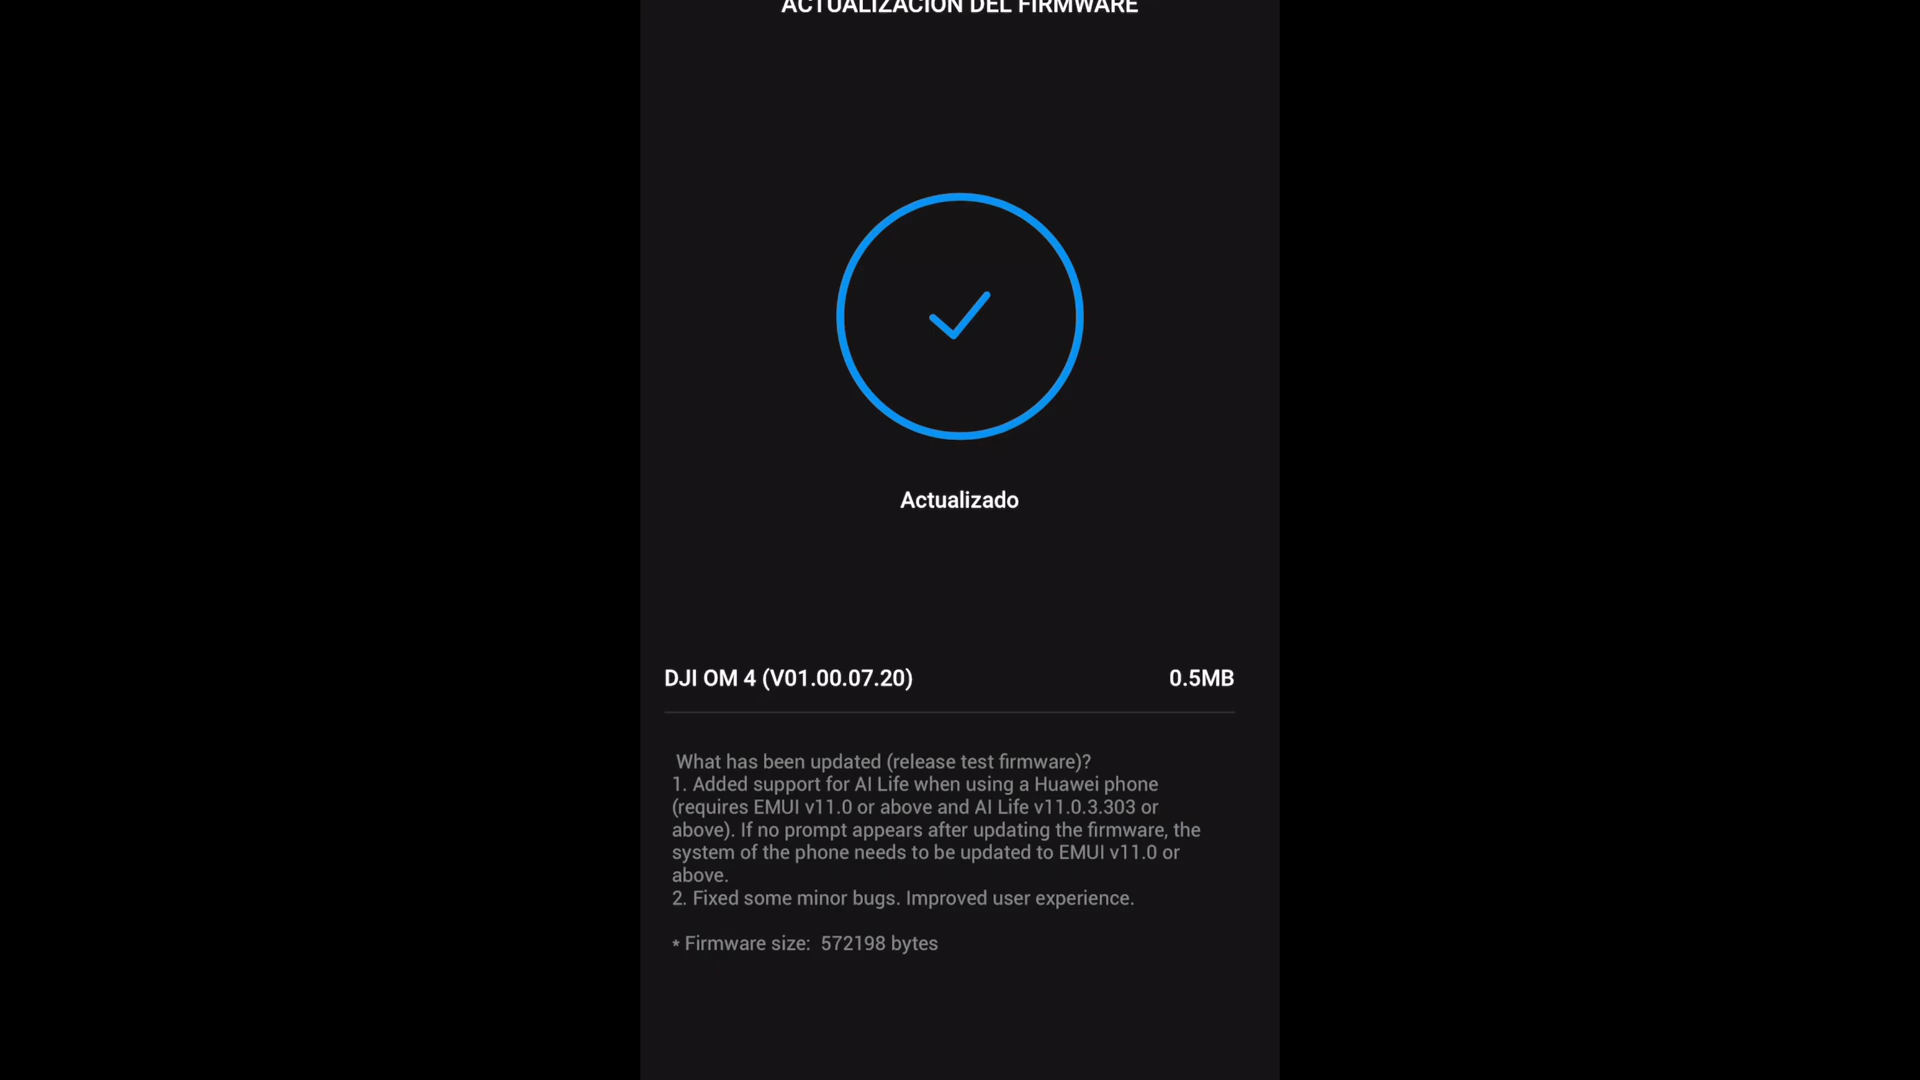 ACTUALIZACIÓN DEL FIRMWARE
Actualizado
DJI OM 4 (V01.00.07.20) 0.5MB
What has been updated (release test firmware)?
1. Added support for AI Life when using a Huawei phone
(requires EMUI v11.0 or above and AI Life v11.0.3.303 or
above). If no prompt appears after updating the firmware, the
system of the phone needs to be updated to EMUI v11.0 or
above.
2. Fixed some minor bugs. Improved user experience.
* Firmware size: 572198 bytes